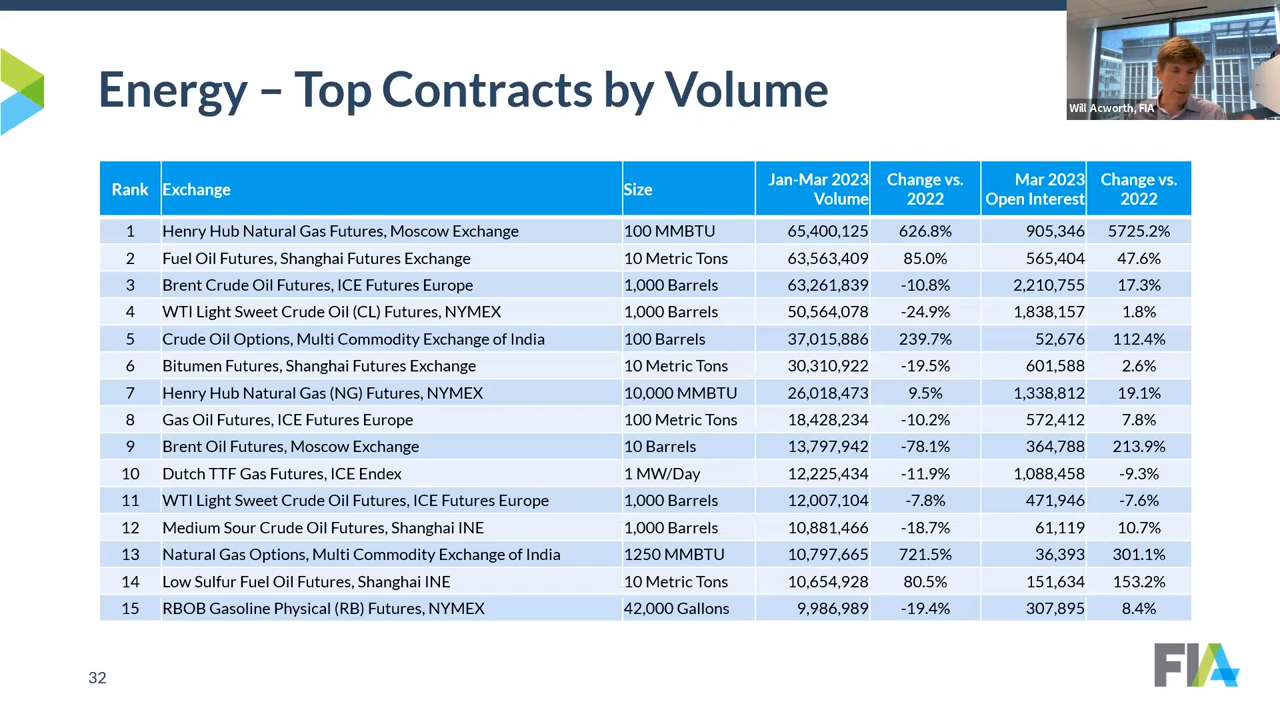 Energy – Top Contracts by Volume
Will Acworth, FIA
Rank Exchange Size Jan-Mar 2023 Volume Change vs. 2022 Mar 2023 Open Interest Change vs. 2022
1 Henry Hub Natural Gas Futures, Moscow Exchange 100 MMBTU 65,400,125 626.8% 905,346 5725.2%
2 Fuel Oil Futures, Shanghai Futures Exchange 10 Metric Tons 63,563,409 85.0% 565,404 47.6%
3 Brent Crude Oil Futures, ICE Futures Europe 1,000 Barrels 63,261,839 -10.8% 2,210,755 17.3%
4 WTI Light Sweet Crude Oil (CL) Futures, NYMEX 1,000 Barrels 50,564,078 -24.9% 1,838,157 1.8%
5 Crude Oil Options, Multi Commodity Exchange of India 100 Barrels 37,015,886 239.7% 52,676 112.4%
6 Bitumen Futures, Shanghai Futures Exchange 10 Metric Tons 30,310,922 -19.5% 601,588 2.6%
7 Henry Hub Natural Gas (NG) Futures, NYMEX 10,000 MMBTU 26,018,473 9.5% 1,338,812 19.1%
8 Gas Oil Futures, ICE Futures Europe 100 Metric Tons 18,428,234 -10.2% 572,412 7.8%
9 Brent Oil Futures, Moscow Exchange 10 Barrels 13,797,942 -78.1% 364,788 213.9%
10 Dutch TTF Gas Futures, ICE Endex 1 MW/Day 12,225,434 -11.9% 1,088,458 -9.3%
11 WTI Light Sweet Crude Oil Futures, ICE Futures Europe 1,000 Barrels 12,007,104 -7.8% 471,946 -7.6%
12 Medium Sour Crude Oil Futures, Shanghai INE 1,000 Barrels 10,881,466 -18.7% 61,119 10.7%
13 Natural Gas Options, Multi Commodity Exchange of India 1250 MMBTU 10,797,665 721.5% 36,393 301.1%
14 Low Sulfur Fuel Oil Futures, Shanghai INE 10 Metric Tons 10,654,928 80.5% 151,634 153.2%
15 RBOB Gasoline Physical (RB) Futures, NYMEX 42,000 Gallons 9,986,989 -19.4% 307,895 8.4%
32
FIA